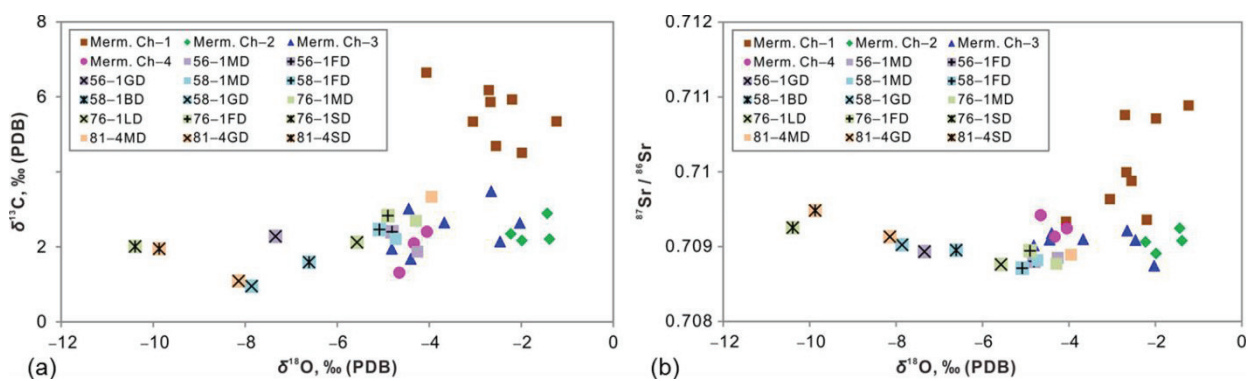 8
6
4
2
0
δ¹³C, ‰ (PDB)
Merm. Ch–1 Merm. Ch–2 Merm. Ch–3
Merm. Ch–4 56–1MD 56–1FD
56–1GD 58–1MD 58–1FD
58–1BD 58–1GD 76–1MD
76–1LD 76–1FD 76–1SD
81–4MD 81–4GD 81–4SD
–12 –10 –8 –6 –4 –2 0
(a) δ¹⁸O, ‰ (PDB)
0.712
0.711
0.71
0.709
0.708
⁸⁷Sr / ⁸⁶Sr
Merm. Ch–1 Merm. Ch–2 Merm. Ch–3
Merm. Ch–4 56–1MD 56–1FD
56–1GD 58–1MD 58–1FD
58–1BD 58–1GD 76–1MD
76–1LD 76–1FD 76–1SD
81–4MD 81–4GD 81–4SD
–12 –10 –8 –6 –4 –2 0
(b) δ¹⁸O, ‰ (PDB)